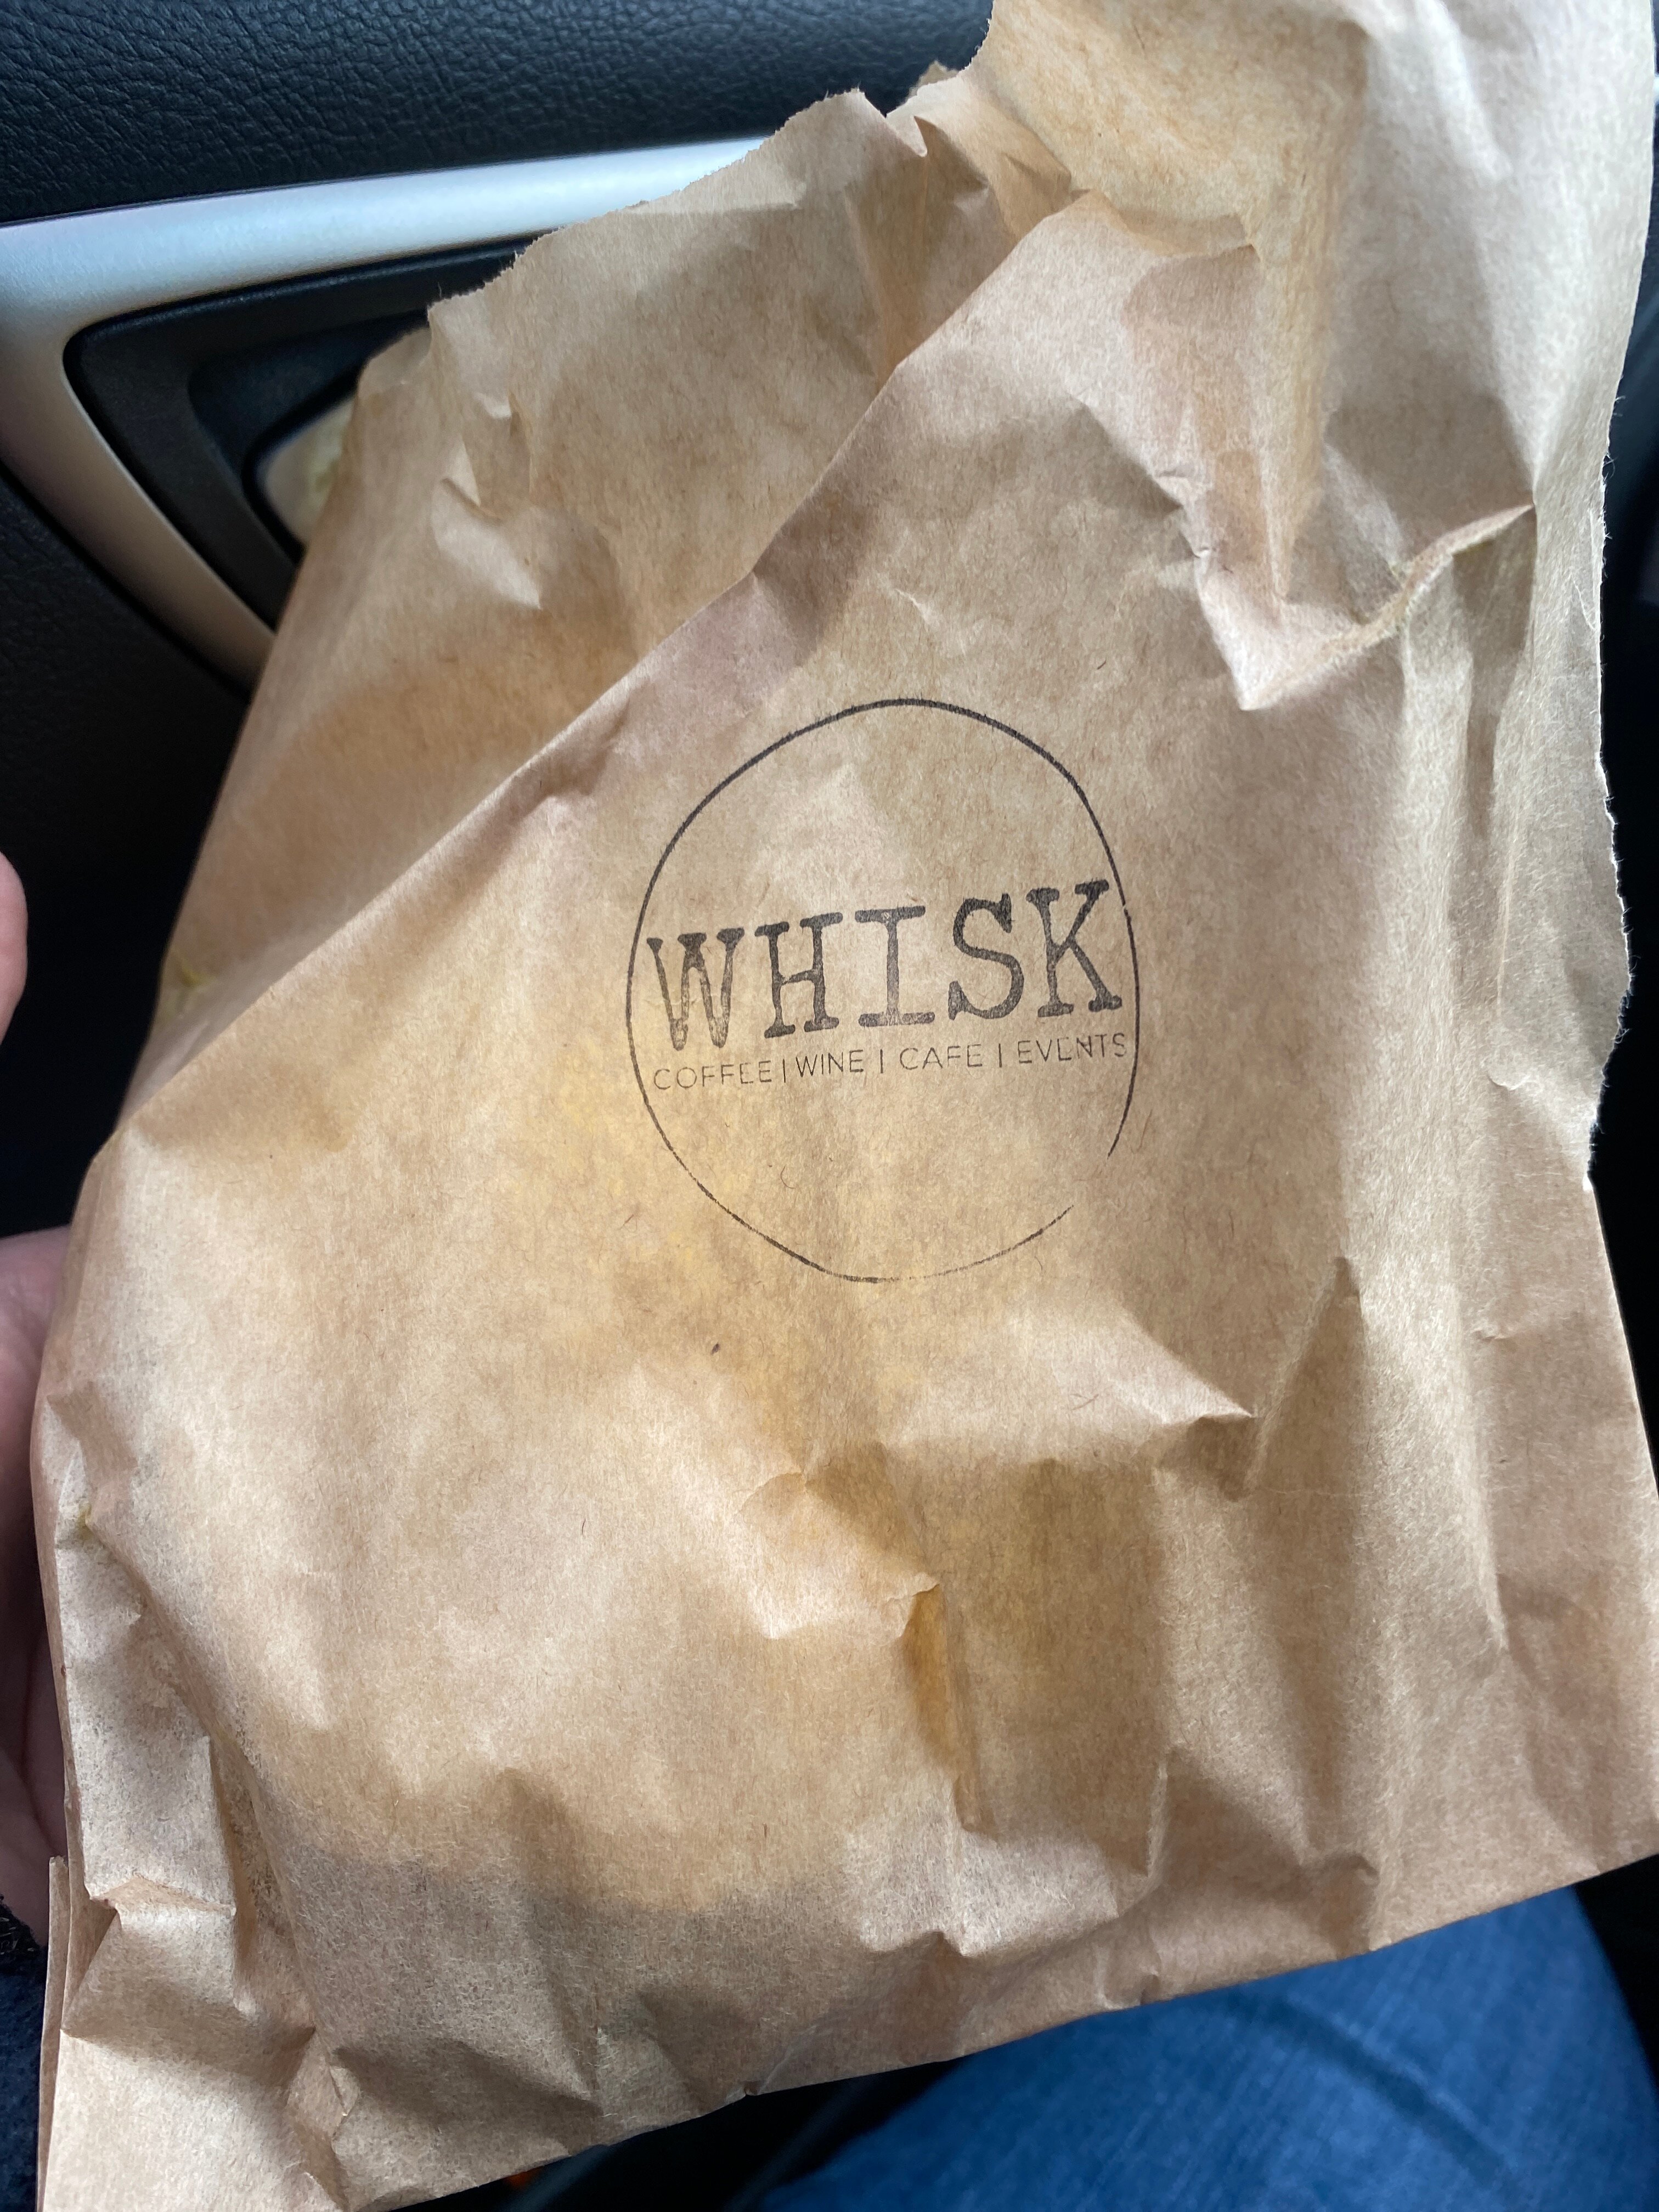 WHISK
COFFEE | WINE | CAFE | EVENTS